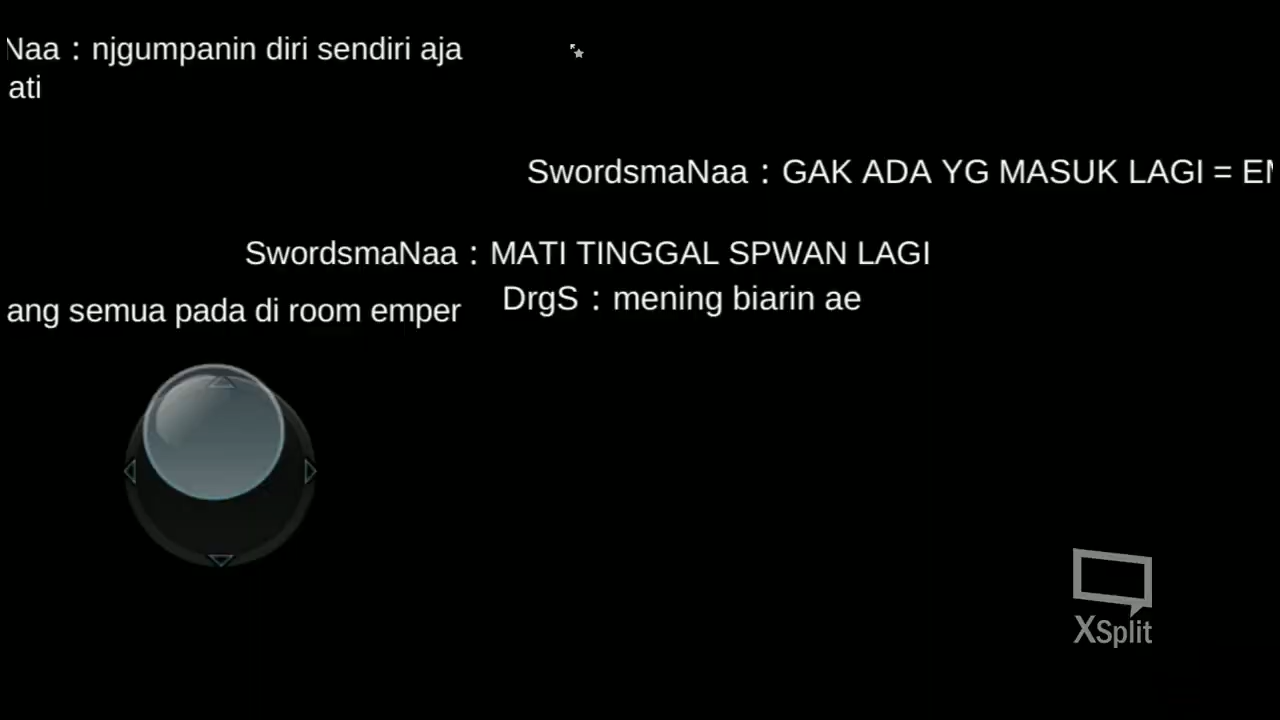 Naa : njgumpanin diri sendiri aja
ati
SwordsmaNaa : GAK ADA YG MASUK LAGI =
SwordsmaNaa : MATI TINGGAL SPWAN LAGI
DrgS : mening biarin ae
ang semua pada di room emper
XSplit